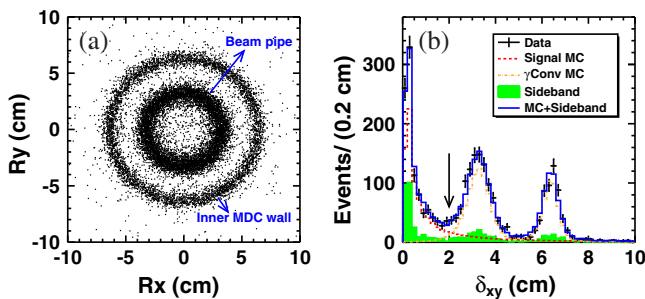 (a)
Beam pipe
Inner MDC wall
10
5
0
-5
-10
Ry (cm)
-10 -5 0 5 10
Rx (cm)
(b)
Data
Signal MC
γConv MC
Sideband
MC+Sideband
300
200
100
0
Events/ (0.2 cm)
0 2 4 6 8 10
δxy (cm)